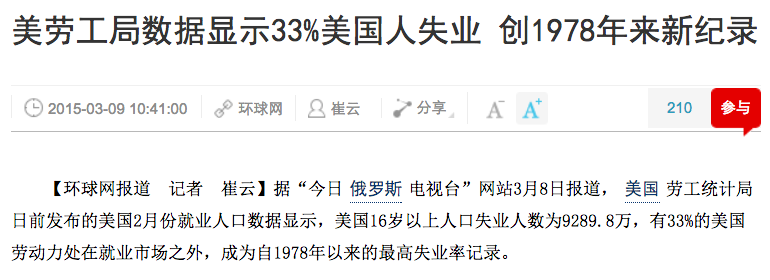 美劳工局数据显示33%美国人失业 创1978年来新纪录
2015-03-09 10:41:00 环球网 崔云 分享 A- A+ 210 参与
【环球网报道 记者 崔云】据“今日 俄罗斯 电视台”网站3月8日报道， 美国 劳工统计局
日前发布的美国2月份就业人口数据显示，美国16岁以上人口失业人数为9289.8万，有33%的美国
劳动力处在就业市场之外，成为自1978年以来的最高失业率记录。